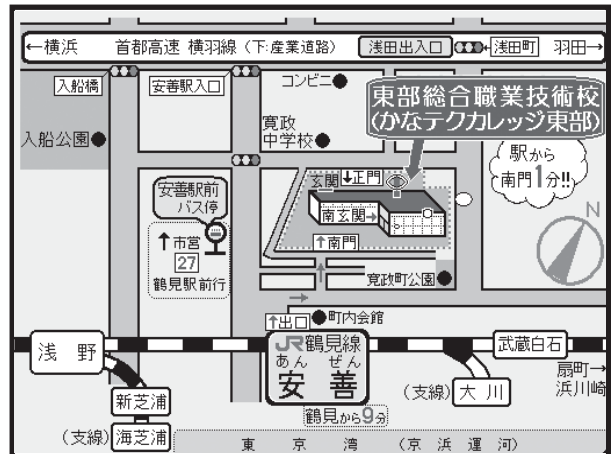 ←横浜 首都高速 横羽線（下:産業道路） 浅田出入口 浅田町 羽田→
入船橋
安善駅入口
コンビニ●
東部総合職業技術校
(かなテクカレッジ東部)
入船公園●
寛政
中学校●
駅から
南門1分!!
安善駅前
バス停
玄関
↓正門
南玄関→
↑南門
↑市営
27
鶴見駅前行
N
寛政町公園●
↑出口
●町内会館
浅野
JR鶴見線
あん ぜん
安善
武蔵白石
扇町→
浜川崎
新芝浦
(支線) 大川
鶴見から9分
(支線) 海芝浦
東京湾 (京浜運河)